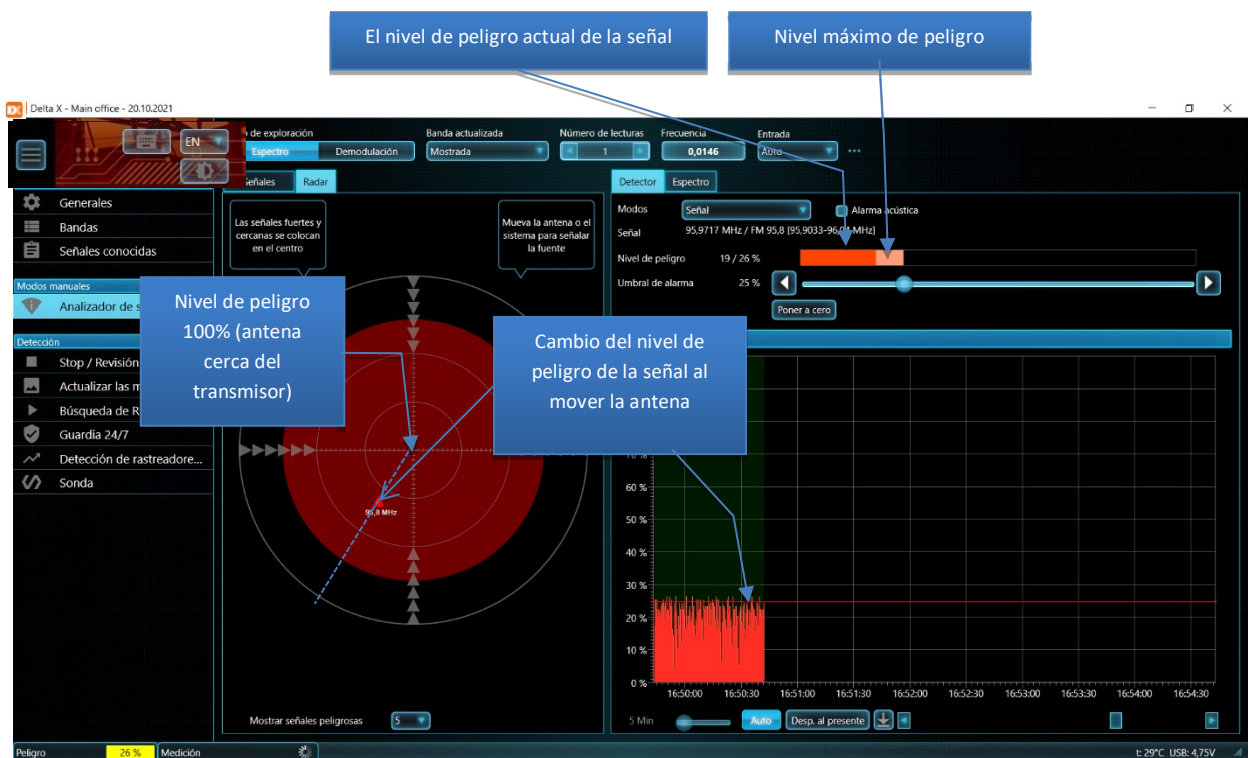 El nivel de peligro actual de la señal
Nivel máximo de peligro
Delta X - Main office - 20.10.2021
EN
de exploración
Banda actualizada
Número de lecturas
Frecuencia
Entrada
Espectro
Demodulación
Mostrada
1
0,0146
Auto
Señales
Radar
Detector
Espectro
Generales
Bandas
Señales conocidas
Modos manuales
Analizador de
Detección
Stop / Revisión
Actualizar las
Búsqueda de
Guardia 24/7
Detección de rastreadore...
Sonda
Las señales fuertes y
cercanas se colocan
en el centro
Mueva la antena o el
sistema para señalar
la fuente
Nivel de peligro
100% (antena
cerca del
transmisor)
Cambio del nivel de
peligro de la señal al
mover la antena
95,8 MHz
Mostrar señales peligrosas
5
Modos
Señal
Alarma acústica
Señal
95,9717 MHz / FM 95,8 [95,9033-96,04 MHz]
Nivel de peligro
19 / 26 %
Umbral de alarma
25 %
Poner a cero
70 %
60 %
50 %
40 %
30 %
20 %
10 %
0 %
16:50:00
16:50:30
16:51:00
16:51:30
16:52:00
16:52:30
16:53:00
16:53:30
16:54:00
16:54:30
5 Min
Auto
Desp. al presente
Peligro
26 %
Medición
t: 29°C USB: 4,75V